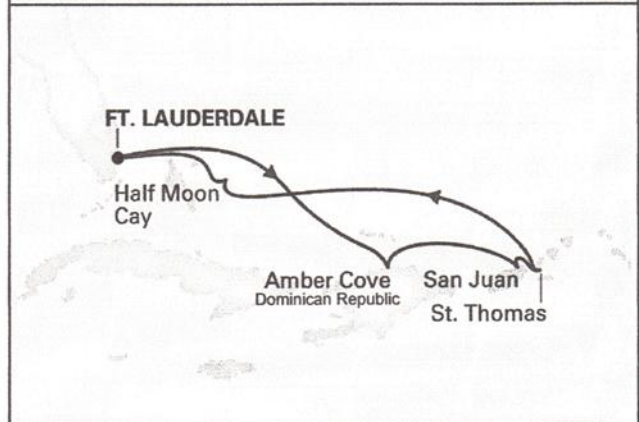 FT. LAUDERDALE
Half Moon
Cay
Amber Cove
Dominican Republic
San Juan
St. Thomas